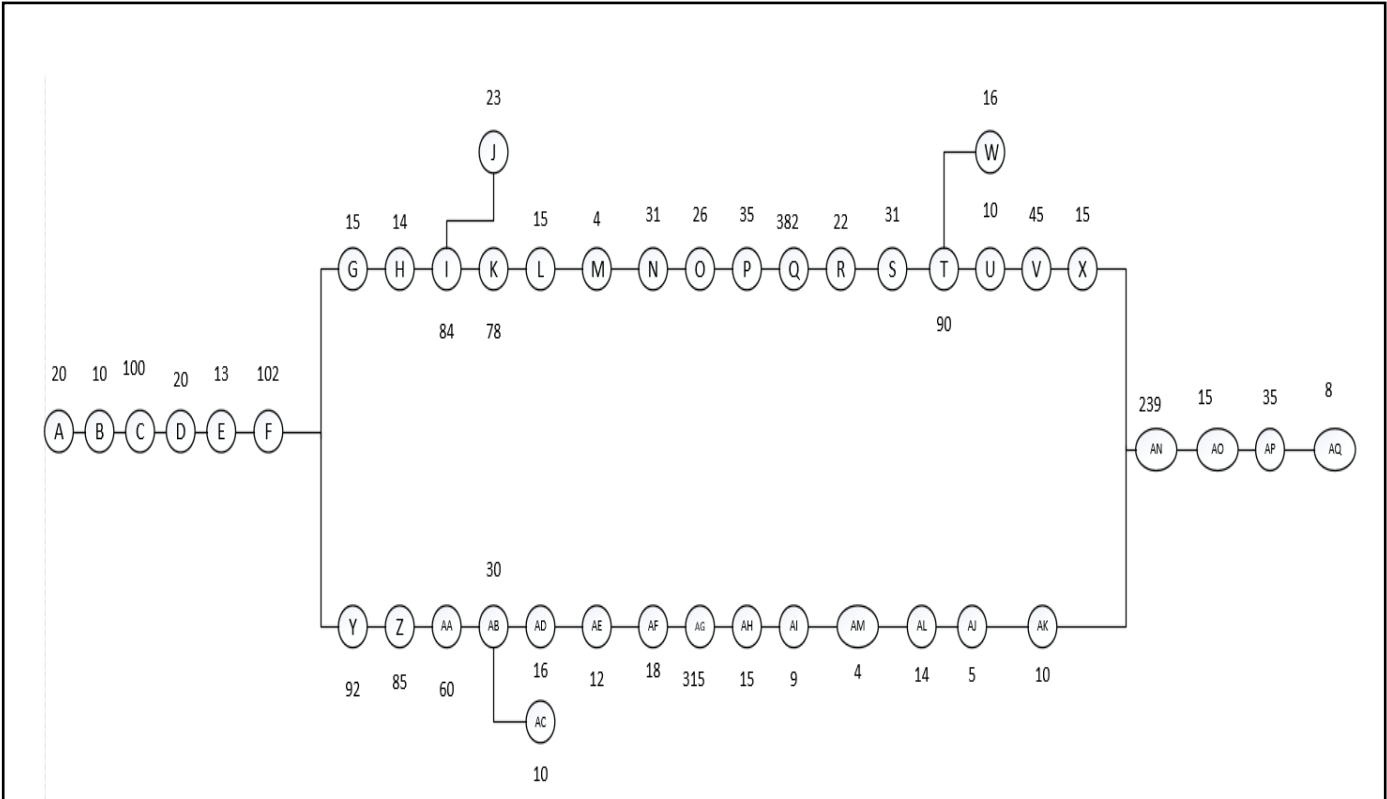 23
16
J
W
15 14 15 4 31 26 35 382 22 31 10 45 15
G H I K L M N O P Q R S T U V X
84 78 90
20 10 100 20 13 102
A B C D E F
239 15 35 8
AN AO AP AQ
30
Y Z AA AB AD AE AF AG AH AI AM AL AJ AK
92 85 60 16 12 18 315 15 9 4 14 5 10
AC
10